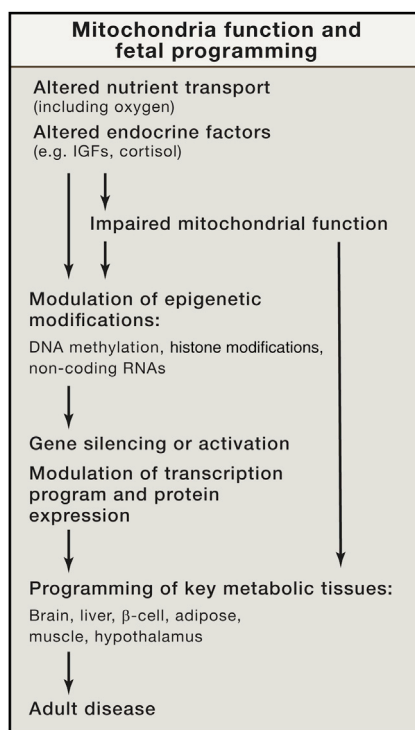 Mitochondria function and
fetal programming
Altered nutrient transport
(including oxygen)
Altered endocrine factors
(e.g. IGFs, cortisol)
Impaired mitochondrial function
Modulation of epigenetic
modifications:
DNA methylation, histone modifications,
non-coding RNAs
Gene silencing or activation
Modulation of transcription
program and protein
expression
Programming of key metabolic tissues:
Brain, liver, β-cell, adipose,
muscle, hypothalamus
Adult disease